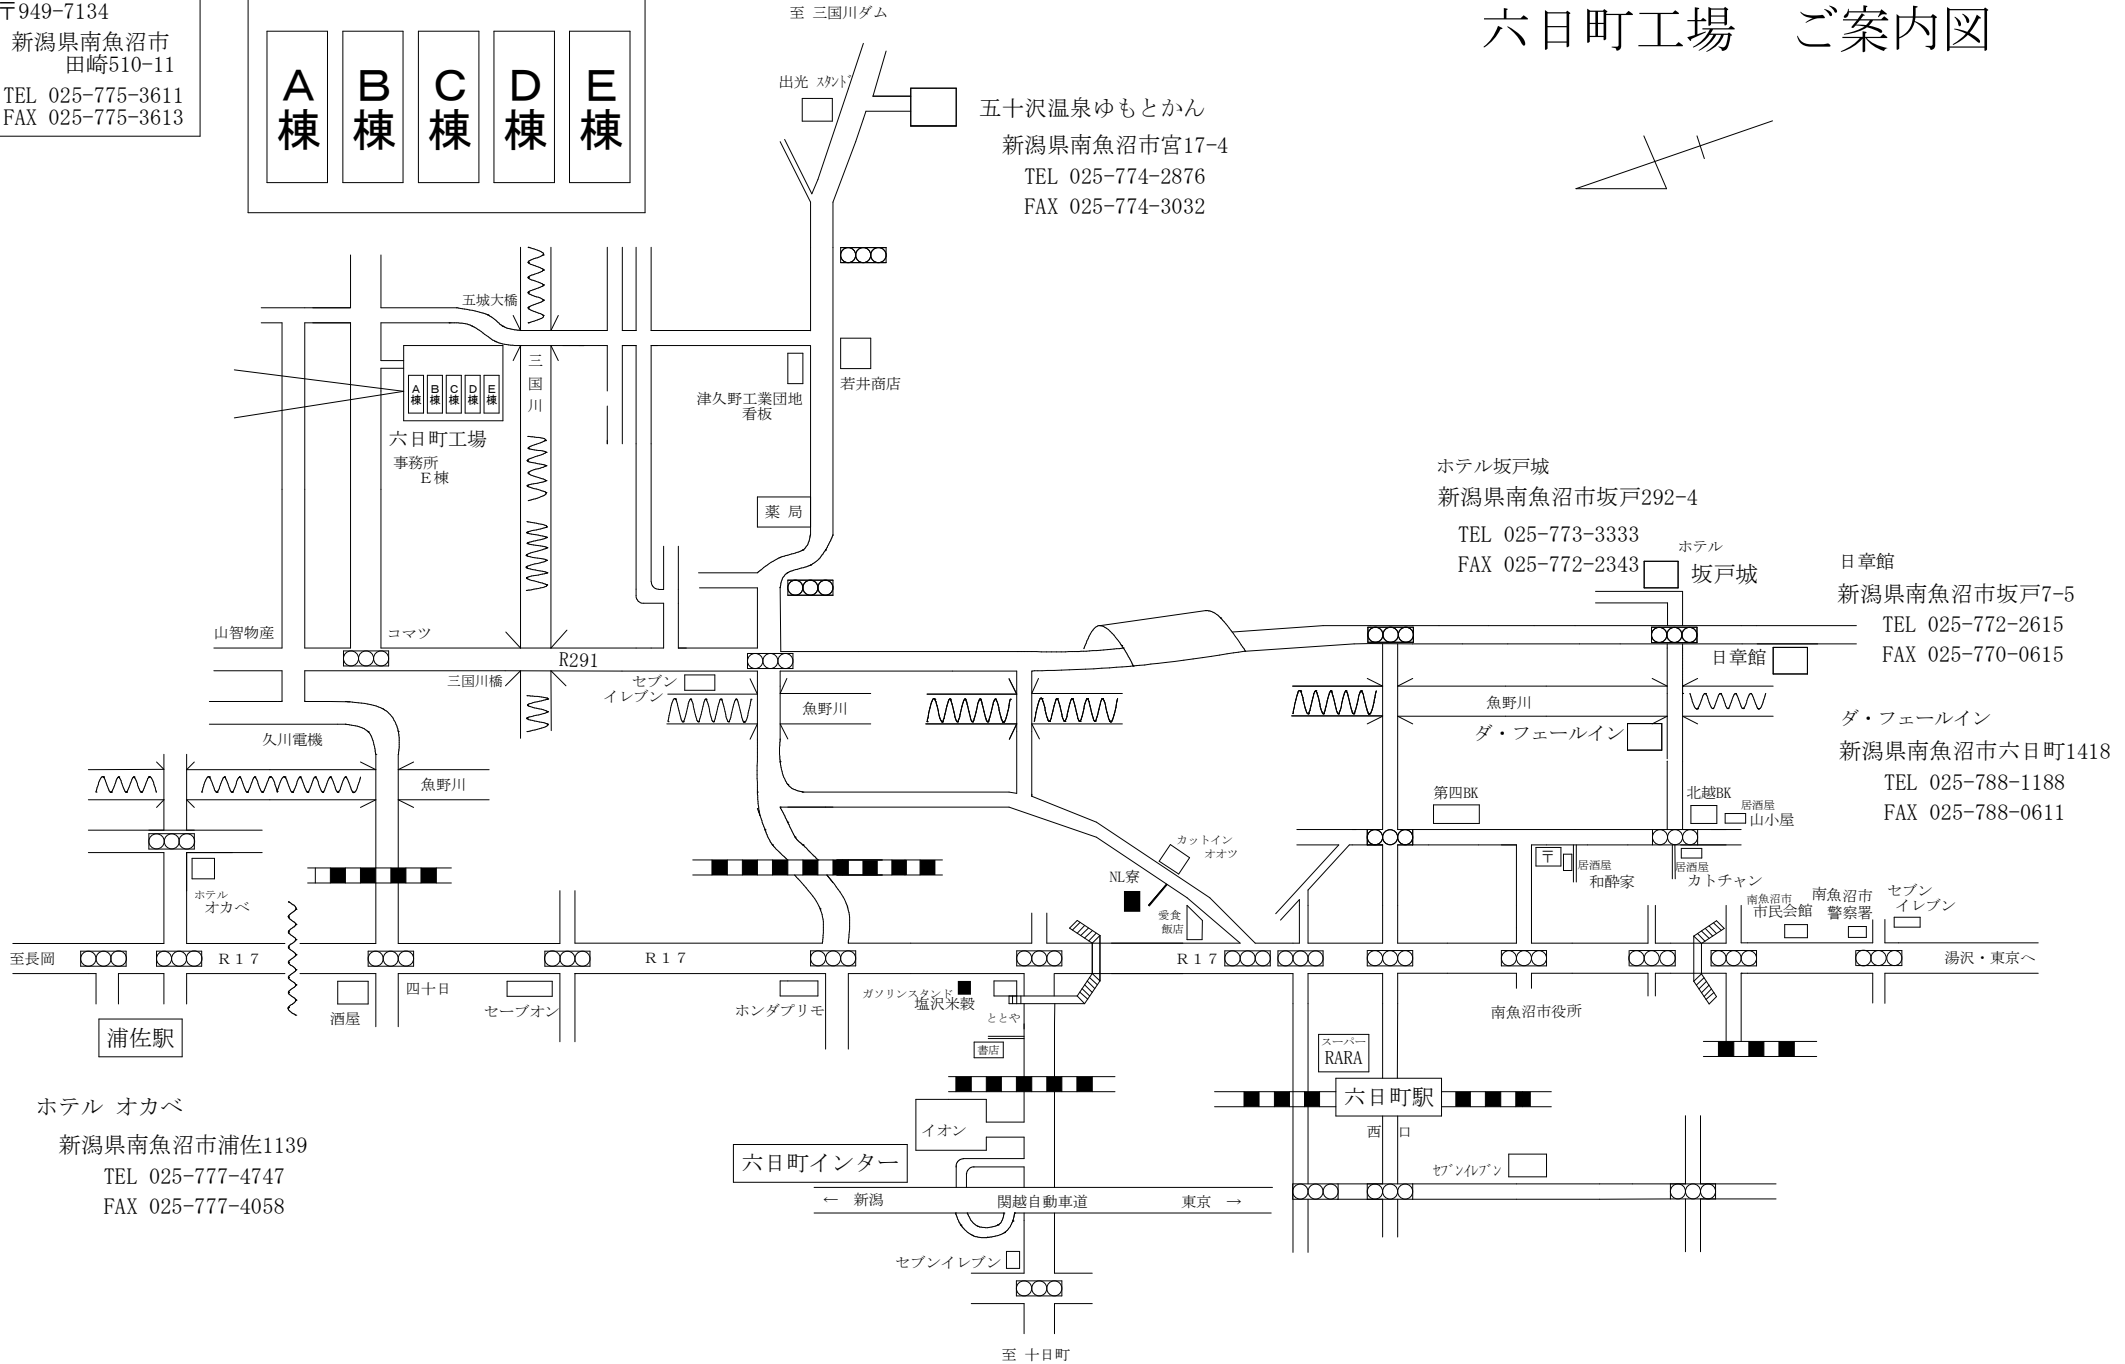 六日町工場　ご案内図
〒949-7134
新潟県南魚沼市
田崎510-11
TEL 025-775-3611
FAX 025-775-3613
A棟
B棟
C棟
D棟
E棟
至 三国川ダム
出光 スタンド
五十沢温泉ゆもとかん
新潟県南魚沼市宮17-4
TEL 025-774-2876
FAX 025-774-3032
五城大橋
三国川
A棟
B棟
C棟
D棟
E棟
六日町工場
事務所
E棟
津久野工業団地
看板
若井商店
薬 局
ホテル坂戸城
新潟県南魚沼市坂戸292-4
TEL 025-773-3333
FAX 025-772-2343
ホテル
坂戸城
日章館
新潟県南魚沼市坂戸7-5
TEL 025-772-2615
FAX 025-770-0615
日章館
山智物産
コマツ
R291
三国川橋
セブン
イレブン
魚野川
魚野川
ダ・フェールイン
ダ・フェールイン
新潟県南魚沼市六日町1418
TEL 025-788-1188
FAX 025-788-0611
久川電機
魚野川
第四BK
北越BK
居酒屋
山小屋
カットイン
オオツ
NL寮
愛食
飯店
〒
居酒屋
和酔家
居酒屋
カトチャン
南魚沼市
市民会館
南魚沼市
警察署
セブン
イレブン
ホテル
オカベ
至長岡
R17
R17
R17
湯沢・東京へ
酒屋
四十日
セーブオン
ホンダプリモ
ガソリンスタンド
塩沢米穀
ととや
書店
南魚沼市役所
浦佐駅
スーパー
RARA
六日町駅
西 口
ホテル オカベ
新潟県南魚沼市浦佐1139
TEL 025-777-4747
FAX 025-777-4058
イオン
六日町インター
← 新潟
関越自動車道
東京 →
セブンイレブン
セブンイレブン
至 十日町